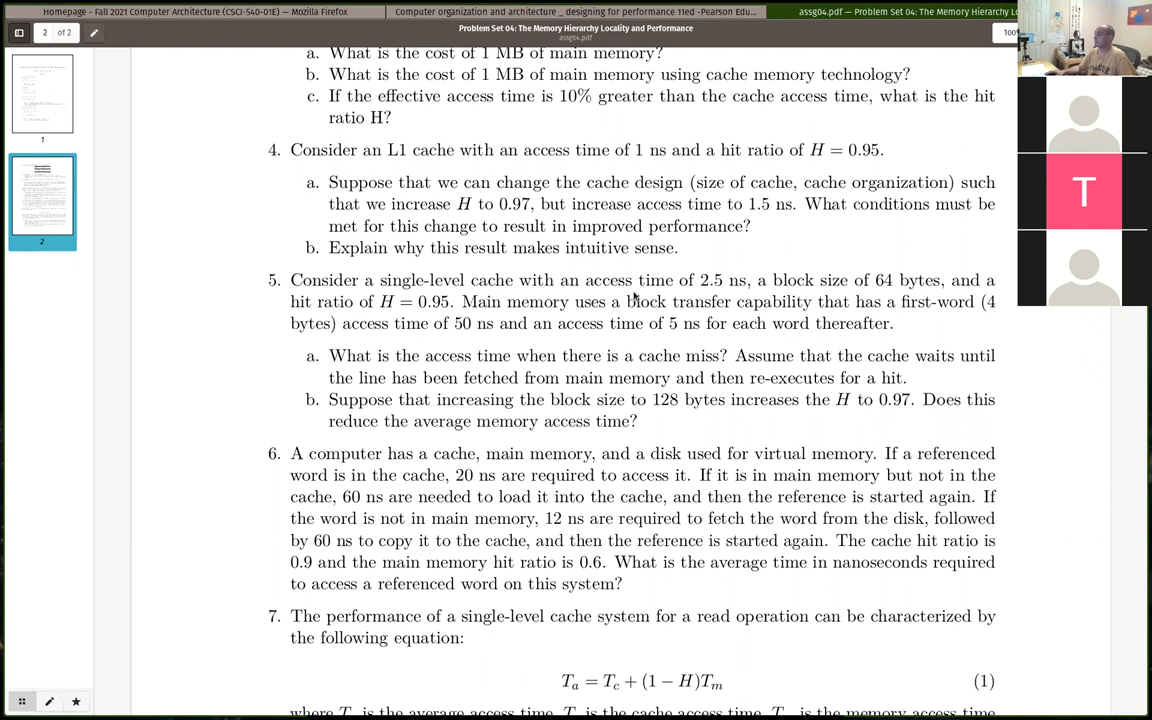 Homepage - Fall 2021 Computer Architecture (CSCI-540-01E) — Mozilla Firefox
Computer organization and architecture _ designing for performance 11ed -Pearson Edu...
assg04.pdf — Problem Set 04: The Memory Hierarchy Lo
2 of 2
Problem Set 04: The Memory Hierarchy Locality and Performance
assg04.pdf
100%
a. What is the cost of 1 MB of main memory?
b. What is the cost of 1 MB of main memory using cache memory technology?
c. If the effective access time is 10% greater than the cache access time, what is the hit
ratio H?
4. Consider an L1 cache with an access time of 1 ns and a hit ratio of H = 0.95.
a. Suppose that we can change the cache design (size of cache, cache organization) such
that we increase H to 0.97, but increase access time to 1.5 ns. What conditions must be
met for this change to result in improved performance?
b. Explain why this result makes intuitive sense.
5. Consider a single-level cache with an access time of 2.5 ns, a block size of 64 bytes, and a
hit ratio of H = 0.95. Main memory uses a block transfer capability that has a first-word (4
bytes) access time of 50 ns and an access time of 5 ns for each word thereafter.
a. What is the access time when there is a cache miss? Assume that the cache waits until
the line has been fetched from main memory and then re-executes for a hit.
b. Suppose that increasing the block size to 128 bytes increases the H to 0.97. Does this
reduce the average memory access time?
6. A computer has a cache, main memory, and a disk used for virtual memory. If a referenced
word is in the cache, 20 ns are required to access it. If it is in main memory but not in the
cache, 60 ns are needed to load it into the cache, and then the reference is started again. If
the word is not in main memory, 12 ns are required to fetch the word from the disk, followed
by 60 ns to copy it to the cache, and then the reference is started again. The cache hit ratio is
0.9 and the main memory hit ratio is 0.6. What is the average time in nanoseconds required
to access a referenced word on this system?
7. The performance of a single-level cache system for a read operation can be characterized by
the following equation:
Ta = Tc + (1 − H)Tm (1)
where T is the average access time, T is the cache access time, T is the memory access time
1
2
T